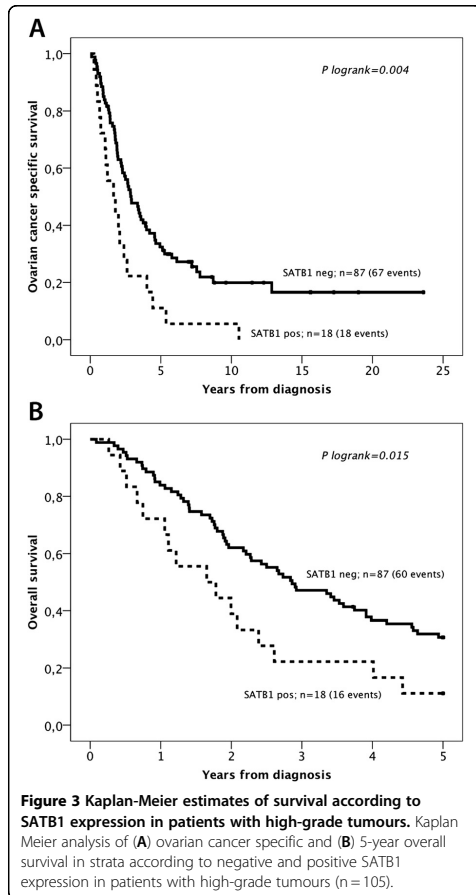 A
P logrank=0.004
1,0
0,8
0,6
0,4
0,2
0,0
Ovarian cancer specific survival
SATB1 neg; n=87 (67 events)
SATB1 pos; n=18 (18 events)
0 5 10 15 20 25
Years from diagnosis
B
P logrank=0.015
1,0
0,8
0,6
0,4
0,2
0,0
Overall survival
SATB1 neg; n=87 (60 events)
SATB1 pos; n=18 (16 events)
0 1 2 3 4 5
Years from diagnosis
Figure 3 Kaplan-Meier estimates of survival according to
SATB1 expression in patients with high-grade tumours. Kaplan
Meier analysis of (A) ovarian cancer specific and (B) 5-year overall
survival in strata according to negative and positive SATB1
expression in patients with high-grade tumours (n = 105).